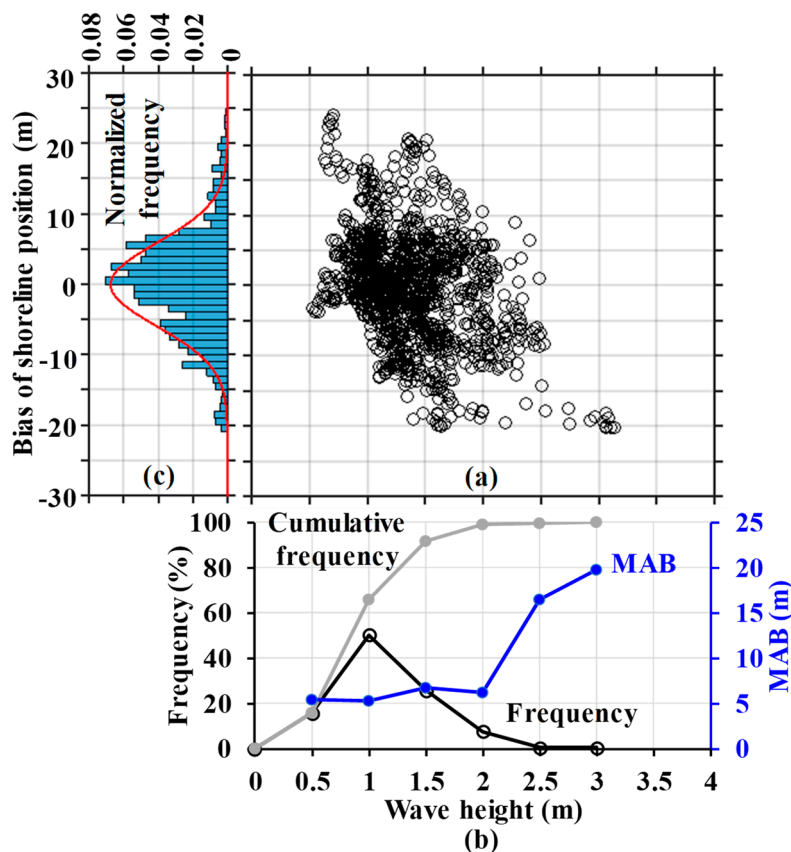 0.08
0.06
0.04
0.02
0
30
20
10
0
-10
-20
-30
Bias of shoreline position (m)
Normalized
frequency
(c)
(a)
100
80
60
40
20
0
Frequency (%)
Cumulative
frequency
MAB
Frequency
25
20
15
10
5
0
MAB
(m)
0 0.5 1 1.5 2 2.5 3 3.5 4
Wave height (m)
(b)